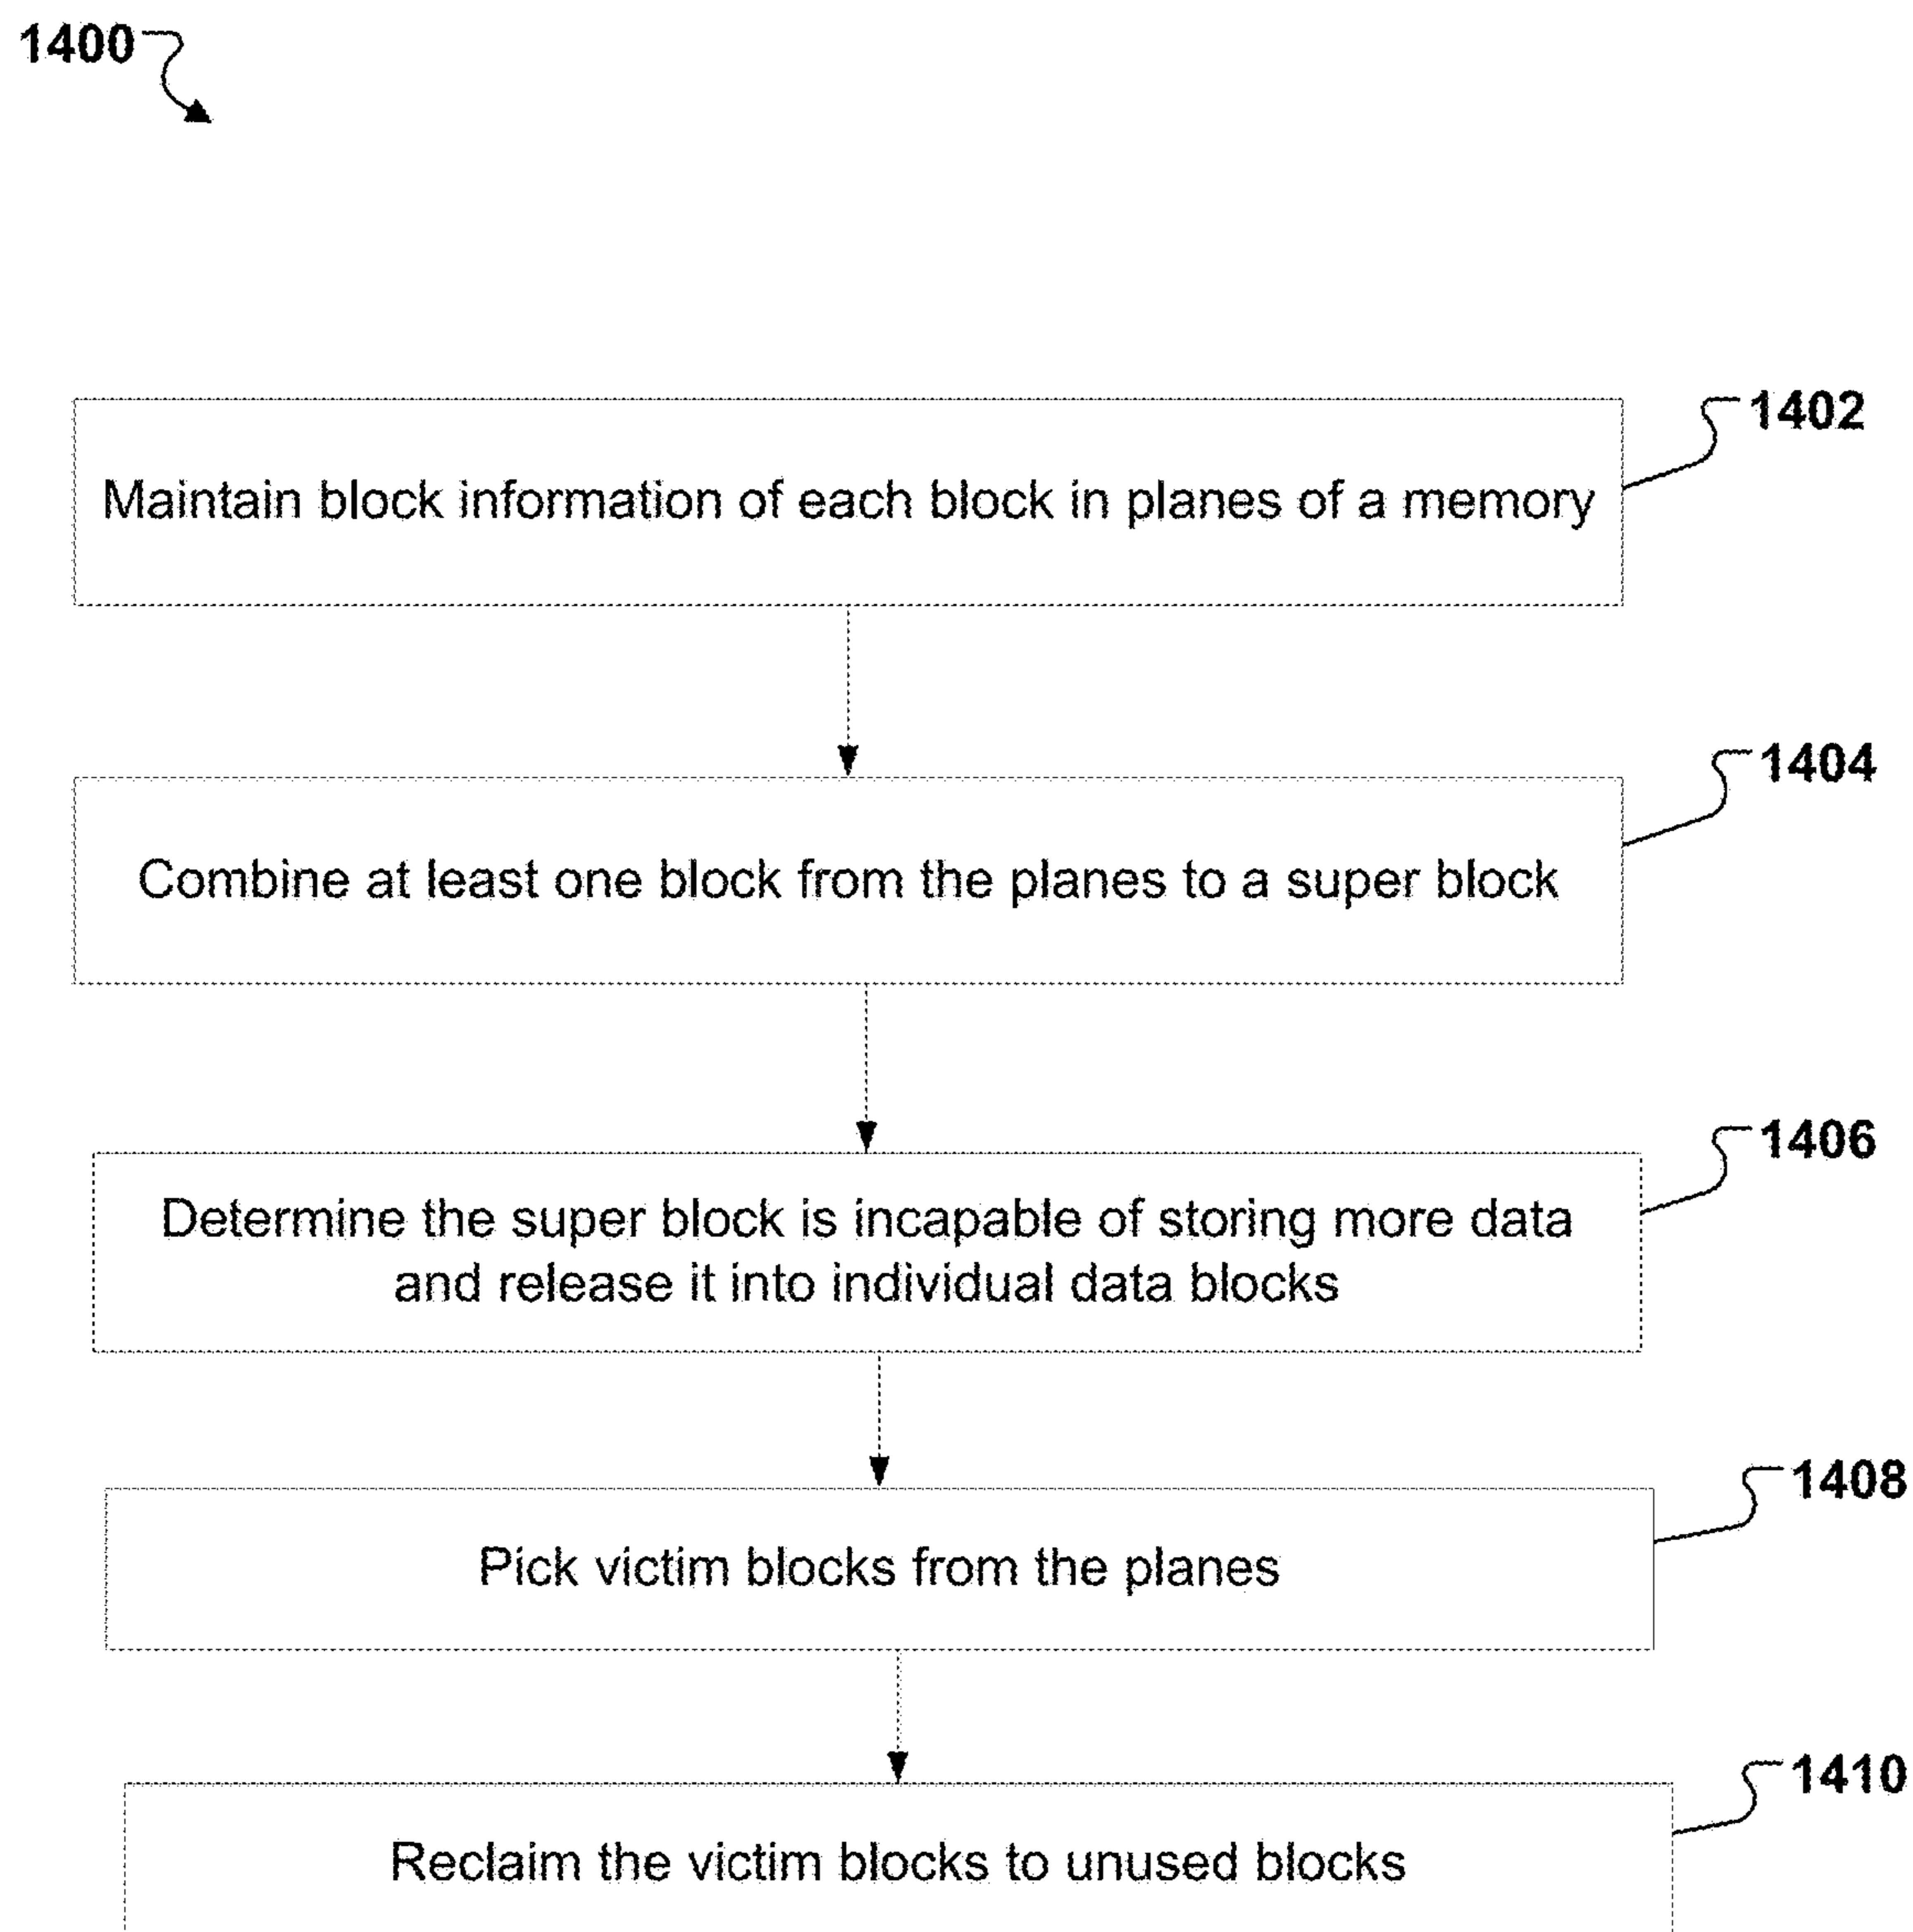 1400
1402
Maintain block information of each block in planes of a memory
1404
Combine at least one block from the planes to a super block
1406
Determine the super block is incapable of storing more data
and release it into individual data blocks
1408
Pick victim blocks from the planes
1410
Reclaim the victim blocks to unused blocks